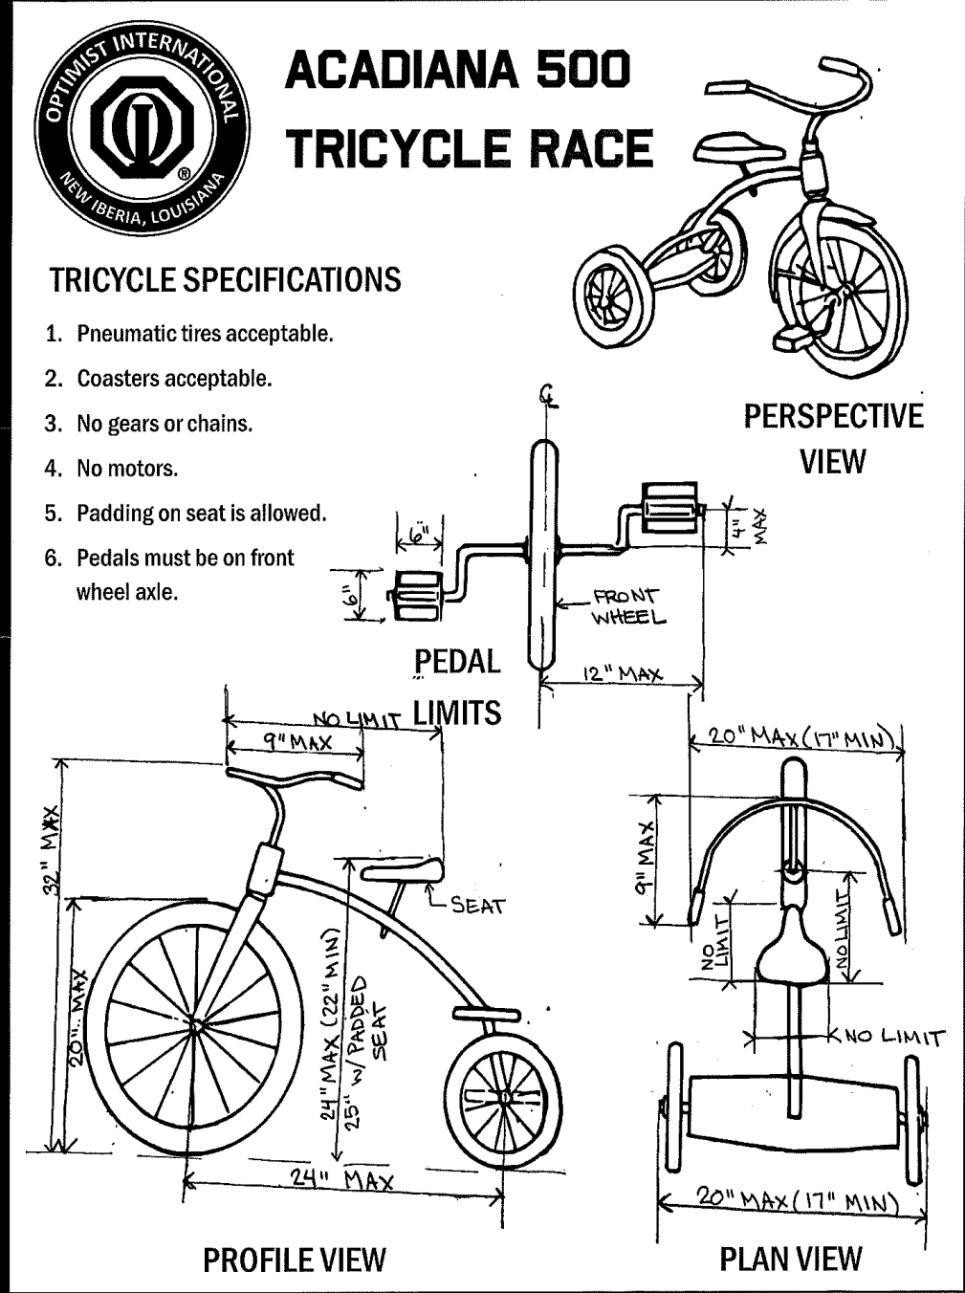 OPTIMIST INTERNATIONAL
NEW IBERIA, LOUISIANA
®
ACADIANA 500
TRICYCLE RACE
TRICYCLE SPECIFICATIONS
1. Pneumatic tires acceptable.
2. Coasters acceptable.
3. No gears or chains.
4. No motors.
5. Padding on seat is allowed.
6. Pedals must be on front
wheel axle.
PERSPECTIVE
VIEW
℄
6"
6"
4"
MAX
FRONT
WHEEL
12" MAX
PEDAL
LIMITS
NO LIMIT
9" MAX
32" MAX
20" MAX
SEAT
24" MAX (22" MIN)
25" W/PADDED
SEAT
24" MAX
PROFILE VIEW
20" MAX (17" MIN)
9" MAX
NO
LIMIT
NO LIMIT
NO LIMIT
20" MAX (17" MIN)
PLAN VIEW